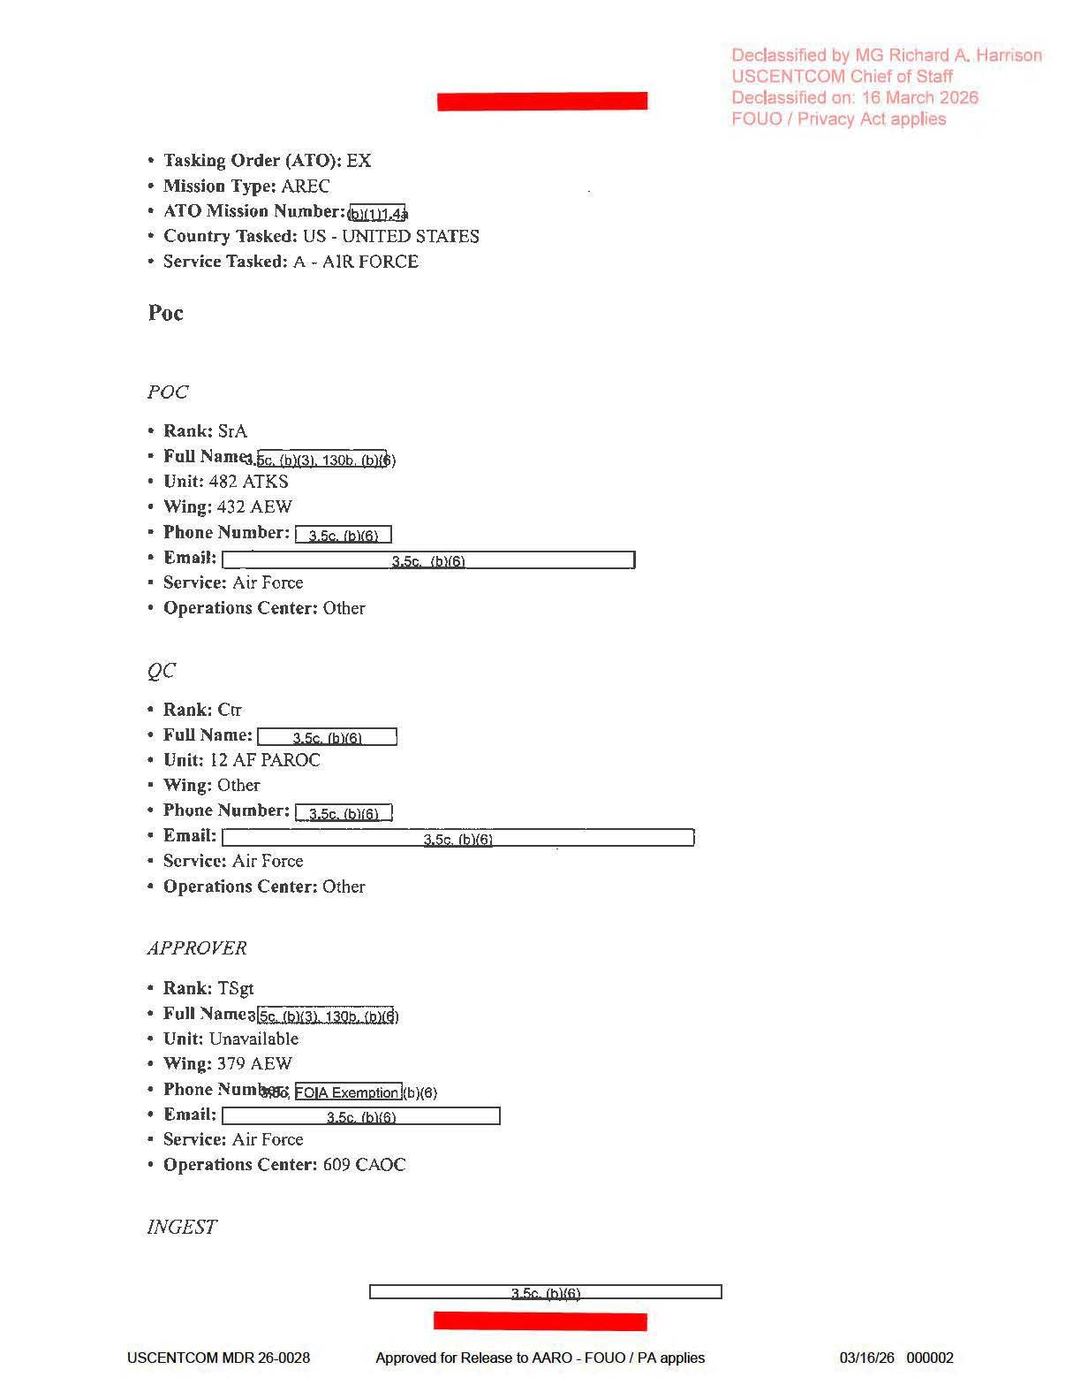 Declassified by MG Richard A. Harrison
USCENTCOM Chief of Staff
Declassified on: 16 March 2026
FOUO / Privacy Act applies
• Tasking Order (ATO): EX
• Mission Type: AREC
• ATO Mission Number: (b)(1)1.4a
• Country Tasked: US - UNITED STATES
• Service Tasked: A - AIR FORCE
Poc
POC
• Rank: SrA
• Full Name: 3.5c, (b)(3), 130b, (b)(6)
• Unit: 482 ATKS
• Wing: 432 AEW
• Phone Number: 3.5c, (b)(6)
• Email: 3.5c, (b)(6)
• Service: Air Force
• Operations Center: Other
QC
• Rank: Ctr
• Full Name: 3.5c, (b)(6)
• Unit: 12 AF PAROC
• Wing: Other
• Phone Number: 3.5c, (b)(6)
• Email: 3.5c, (b)(6)
• Service: Air Force
• Operations Center: Other
APPROVER
• Rank: TSgt
• Full Name: 3.5c, (b)(3), 130b, (b)(6)
• Unit: Unavailable
• Wing: 379 AEW
• Phone Number: 3.5c, FOIA Exemption (b)(6)
• Email: 3.5c, (b)(6)
• Service: Air Force
• Operations Center: 609 CAOC
INGEST
3.5c, (b)(6)
USCENTCOM MDR 26-0028 Approved for Release to AARO - FOUO / PA applies 03/16/26 000002